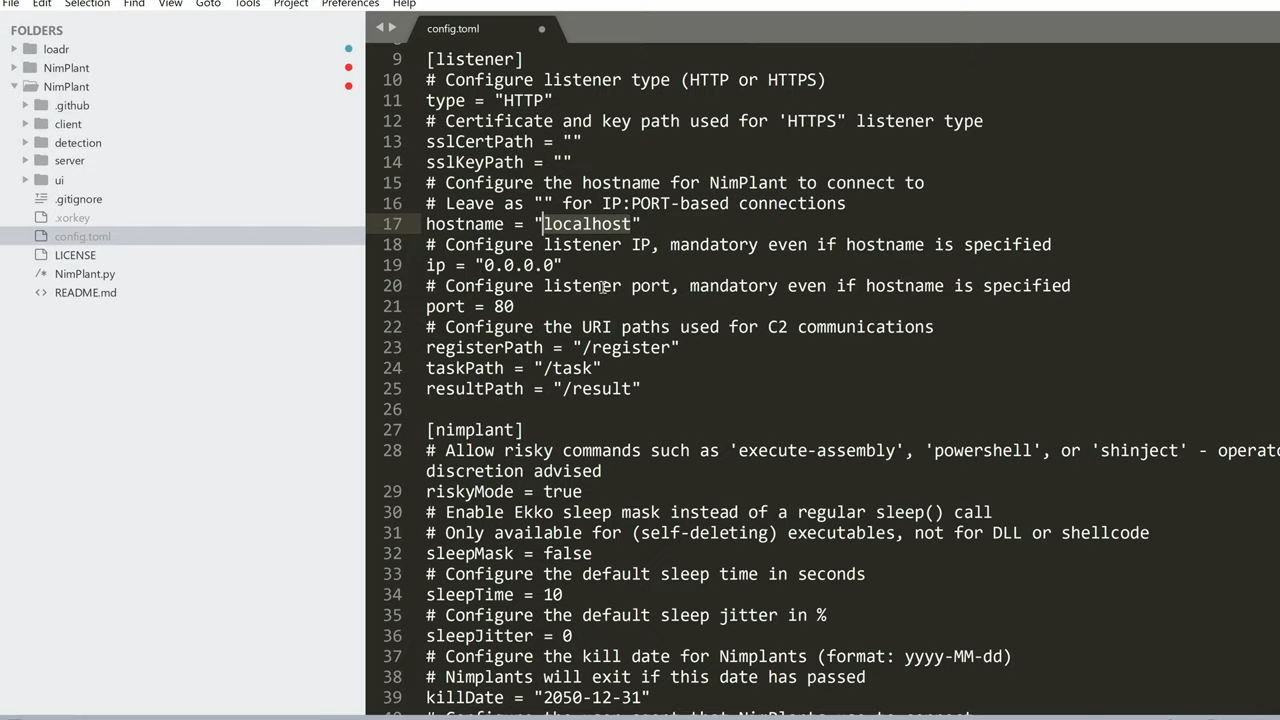 File Edit Selection Find View Goto Tools Project Preferences Help
FOLDERS
loadr
NimPlant
NimPlant
.github
client
detection
server
ui
.gitignore
.xorkey
config.toml
LICENSE
NimPlant.py
README.md
config.toml
9 [listener]
10 # Configure listener type (HTTP or HTTPS)
11 type = "HTTP"
12 # Certificate and key path used for 'HTTPS" listener type
13 sslCertPath = ""
14 sslKeyPath = ""
15 # Configure the hostname for NimPlant to connect to
16 # Leave as "" for IP:PORT-based connections
17 hostname = "localhost"
18 # Configure listener IP, mandatory even if hostname is specified
19 ip = "0.0.0.0"
20 # Configure listener port, mandatory even if hostname is specified
21 port = 80
22 # Configure the URI paths used for C2 communications
23 registerPath = "/register"
24 taskPath = "/task"
25 resultPath = "/result"
26
27 [nimplant]
28 # Allow risky commands such as 'execute-assembly', 'powershell', or 'shinject' - operato
discretion advised
29 riskyMode = true
30 # Enable Ekko sleep mask instead of a regular sleep() call
31 # Only available for (self-deleting) executables, not for DLL or shellcode
32 sleepMask = false
33 # Configure the default sleep time in seconds
34 sleepTime = 10
35 # Configure the default sleep jitter in %
36 sleepJitter = 0
37 # Configure the kill date for Nimplants (format: yyyy-MM-dd)
38 # Nimplants will exit if this date has passed
39 killDate = "2050-12-31"